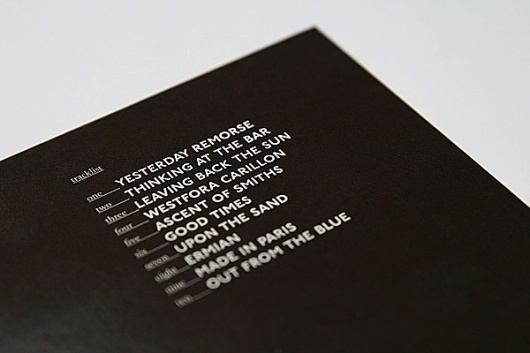 tracklist
one YESTERDAY REMORSE
two THINKING AT THE BAR
three LEAVING BACK THE SUN
four WESTFORA CARILLON
five ASCENT OF SMITHS
six GOOD TIMES
seven UPON THE SAND
eight ERMIAN
nine MADE IN PARIS
ten OUT FROM THE BLUE